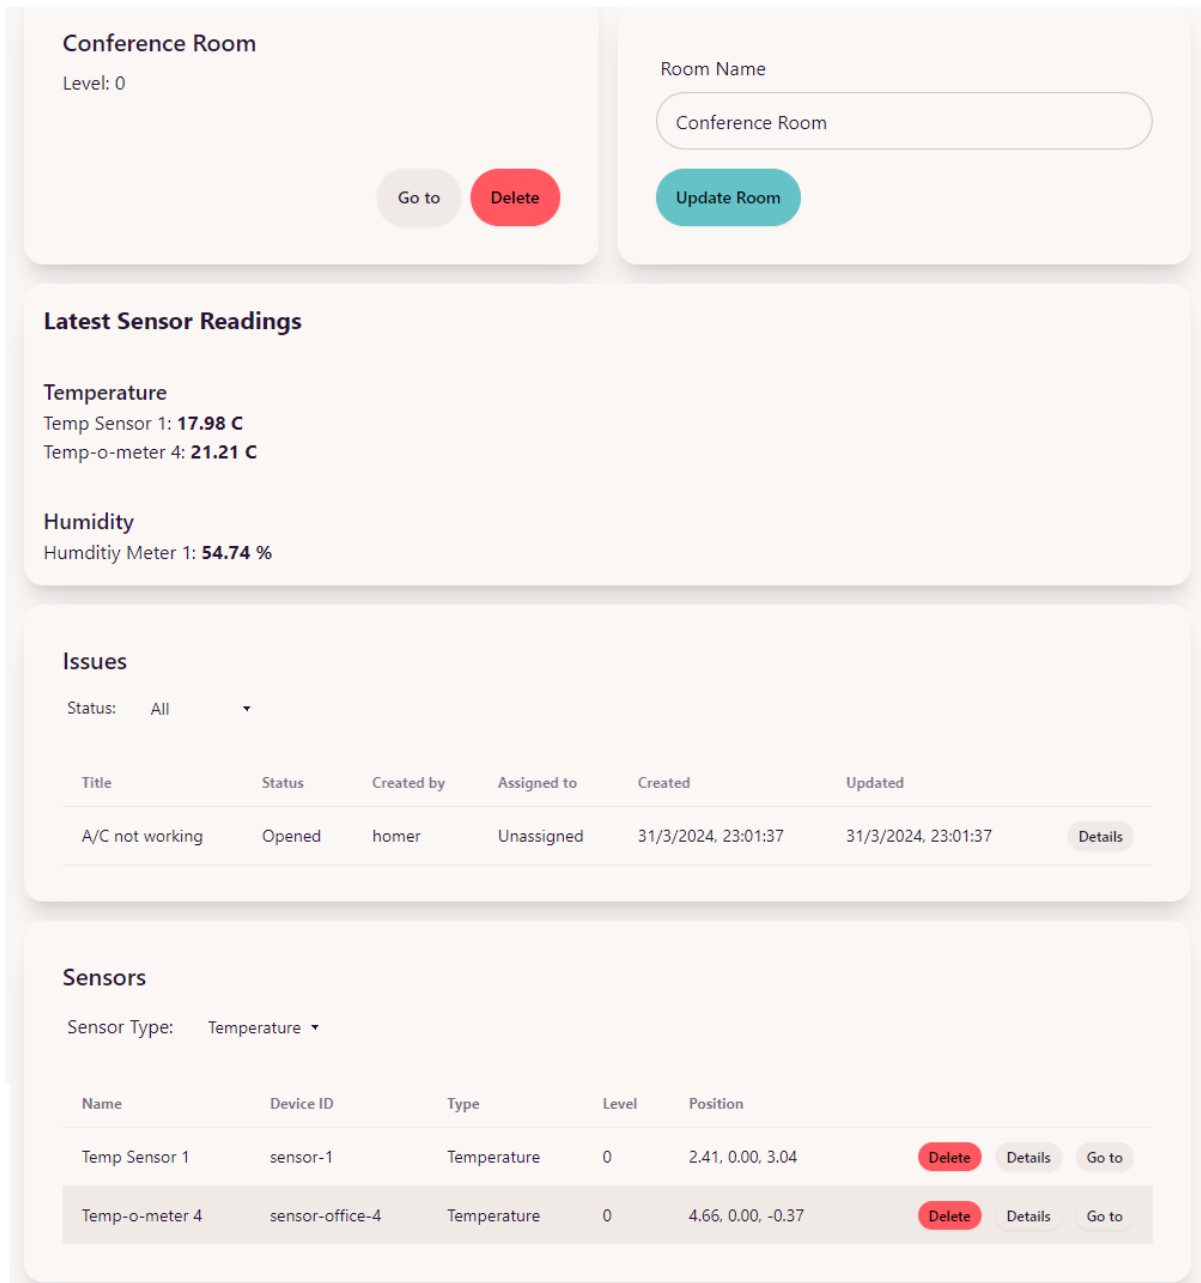 Conference Room
Level: 0
Go to Delete
Room Name
Conference Room
Update Room
Latest Sensor Readings
Temperature
Temp Sensor 1: 17.98 C
Temp-o-meter 4: 21.21 C
Humidity
Humditiy Meter 1: 54.74 %
Issues
Status: All
Title Status Created by Assigned to Created Updated
A/C not working Opened homer Unassigned 31/3/2024, 23:01:37 31/3/2024, 23:01:37 Details
Sensors
Sensor Type: Temperature
Name Device ID Type Level Position
Temp Sensor 1 sensor-1 Temperature 0 2.41, 0.00, 3.04 Delete Details Go to
Temp-o-meter 4 sensor-office-4 Temperature 0 4.66, 0.00, -0.37 Delete Details Go to